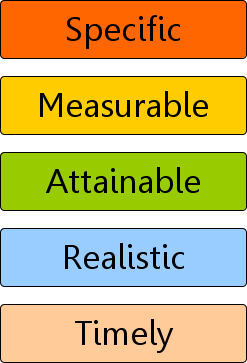 Specific
Measurable
Attainable
Realistic
Timely